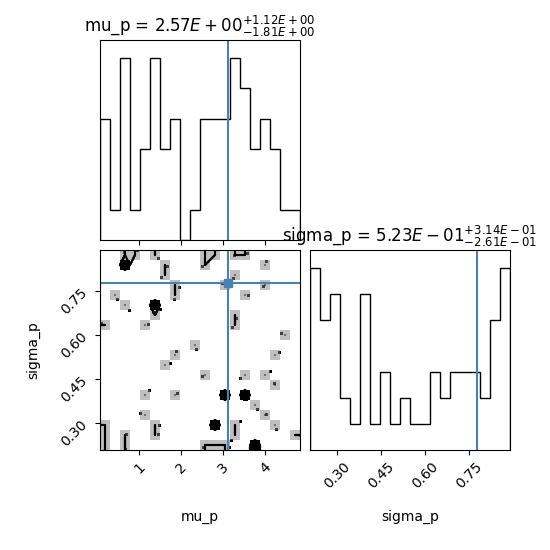 mu_p = 2.57E + 00 +1.12E + 00 −1.81E + 00
sigma_p = 5.23E − 01 +3.14E − 01 −2.61E − 01
sigma_p
0.75
0.60
0.45
0.30
1 2 3 4
0.30 0.45 0.60 0.75
mu_p
sigma_p